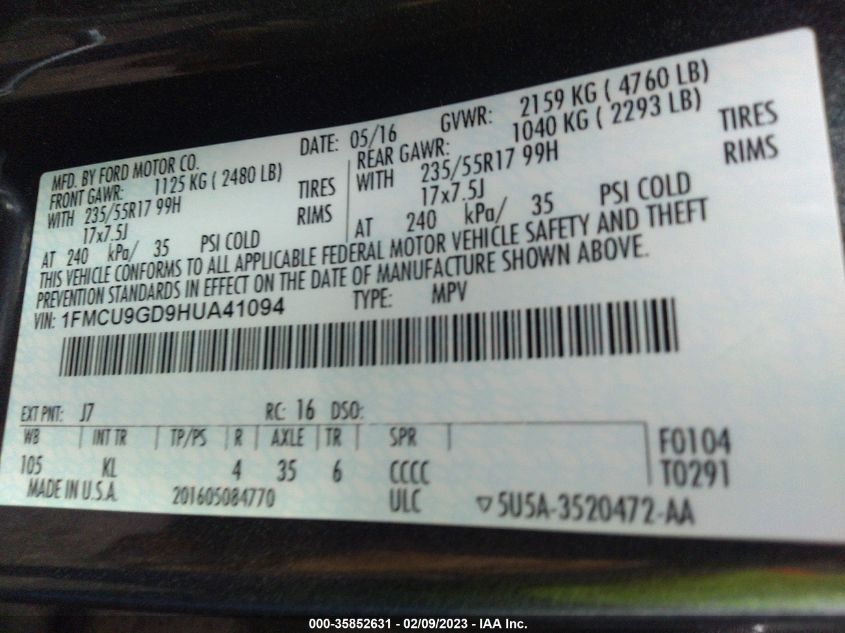 MFD. BY FORD MOTOR CO.
DATE: 05/16 GVWR: 2159 KG ( 4760 LB)
FRONT GAWR: 1125 KG ( 2480 LB)
WITH 235/55R17 99H TIRES
17x7.5J RIMS
AT 240 kPa/ 35 PSI COLD
REAR GAWR: 1040 KG ( 2293 LB)
WITH 235/55R17 99H TIRES
17x7.5J RIMS
AT 240 kPa/ 35 PSI COLD
THIS VEHICLE CONFORMS TO ALL APPLICABLE FEDERAL MOTOR VEHICLE SAFETY AND THEFT
PREVENTION STANDARDS IN EFFECT ON THE DATE OF MANUFACTURE SHOWN ABOVE.
VIN: 1FMCU9GD9HUA41094 TYPE: MPV
EXT PNT: J7 RC: 16 DSO:
WB INT TR TP/PS R AXLE TR SPR F0104
105 KL 4 35 6 CCCC T0291
MADE IN U.S.A. 201605084770 ULC 5U5A-3520472-AA
000-35852631 - 02/09/2023 - IAA Inc.